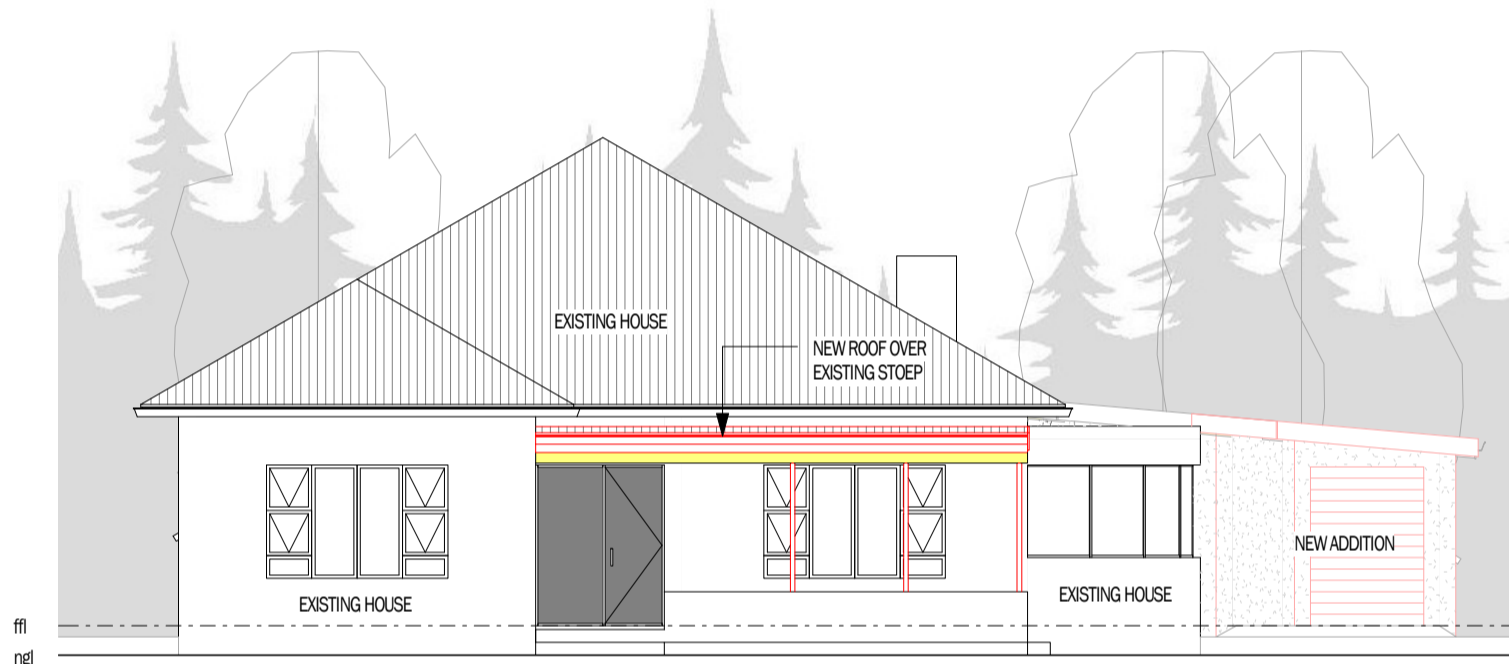 EXISTING HOUSE
NEW ROOF OVER
EXISTING STOEP
NEW ADDITION
EXISTING HOUSE
EXISTING HOUSE
ffl
ngl